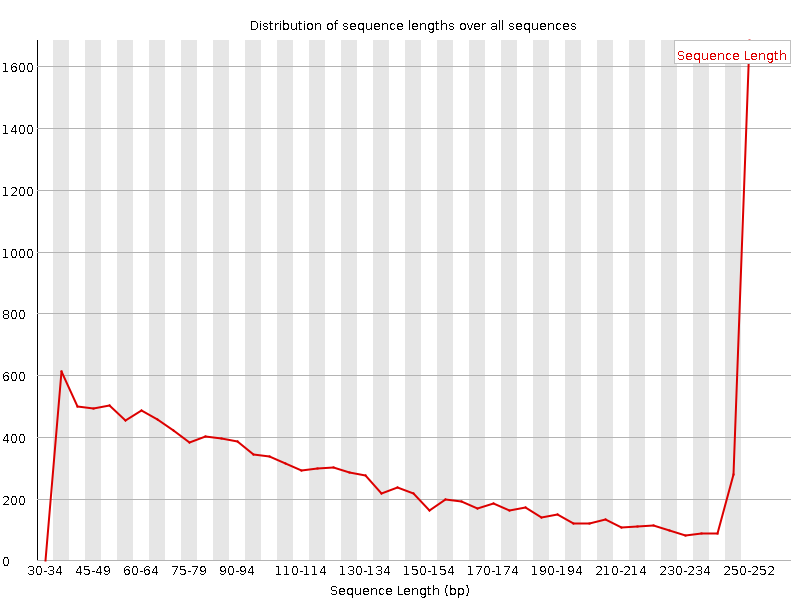 Distribution of sequence lengths over all sequences
Sequence Length
1600
1400
1200
1000
800
600
400
200
0
30-34 45-49 60-64 75-79 90-94 110-114 130-134 150-154 170-174 190-194 210-214 230-234 250-252
Sequence Length (bp)